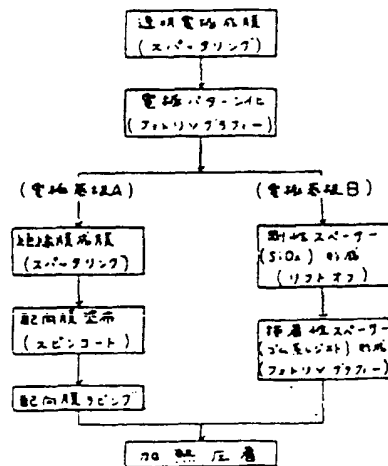 透明電極成膜
(スパータリング)
電極パターン化
(フォトリソグラフィー)
(電極基板A)
(電極基板B)
絶縁膜成膜
(スパータリング)
剛性スペーサー
(SiO₂) 形成
(リフトオフ)
配向膜塗布
(スピンコート)
接着性スペーサー
(ゴム系レジスト) 形成
(フォトリソグラフィー)
配向膜ラビング
加熱圧着